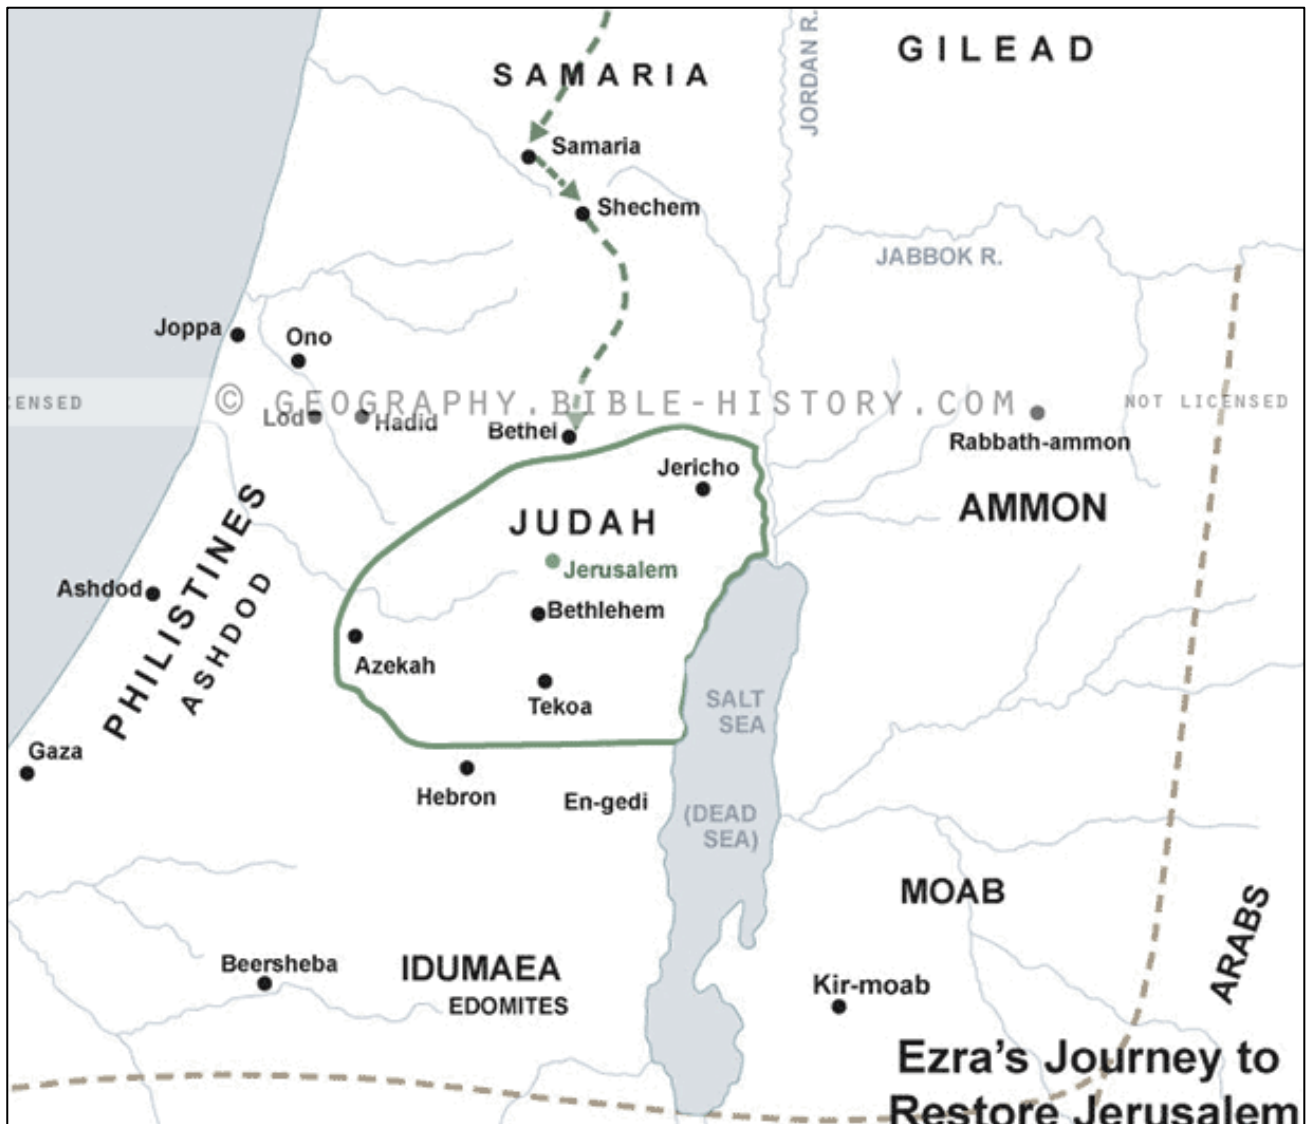 JORDAN R.
GILEAD
SAMARIA
Samaria
Shechem
JABBOK R.
Joppa
Ono
© GEOGRAPHY.BIBLE-HISTORY.COM
ENSED
NOT LICENSED
Lod
Hadid
Bethel
Rabbath-ammon
Jericho
JUDAH
AMMON
PHILISTINES
ASHDOD
Jerusalem
Ashdod
Bethlehem
Azekah
Tekoa
SALT
SEA
Gaza
Hebron
En-gedi
(DEAD
SEA)
MOAB
ARABS
Beersheba
IDUMAEA
EDOMITES
Kir-moab
Ezra's Journey to
Restore Jerusalem